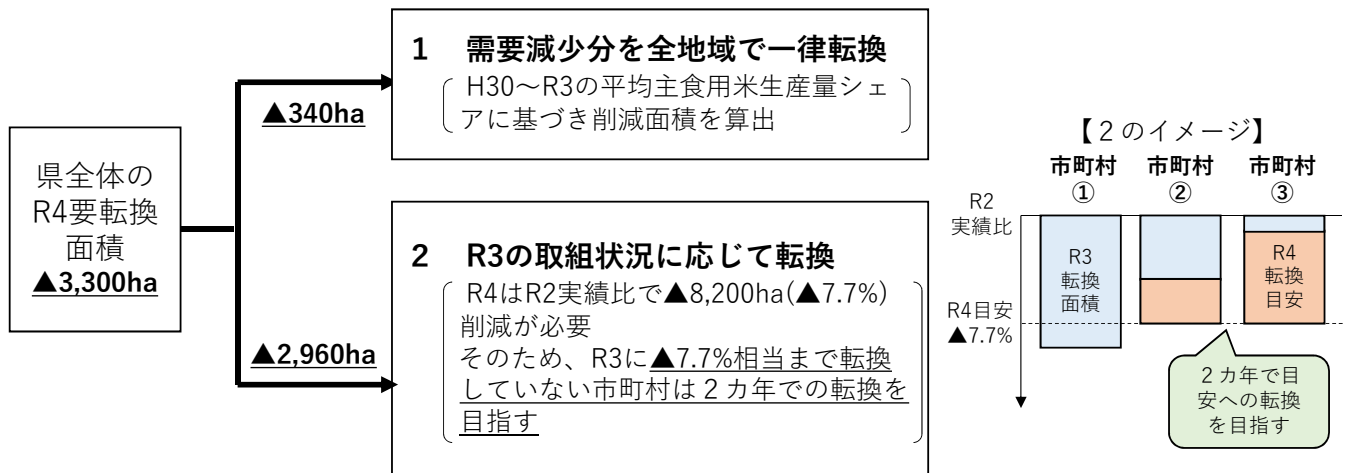 県全体の
R4要転換
面積
▲3,300ha
▲340ha
▲2,960ha
1 需要減少分を全地域で一律転換
H30～R3の平均主食用米生産量シェ
アに基づき削減面積を算出
2 R3の取組状況に応じて転換
R4はR2実績比で▲8,200ha(▲7.7%)
削減が必要
そのため、R3に▲7.7%相当まで転換
していない市町村は２カ年での転換を
目指す
【２のイメージ】
市町村 市町村 市町村
① ② ③
R2
実績比
R3
転換
面積
R4
転換
目安
R4目安
▲7.7%
２カ年で目
安への転換
を目指す